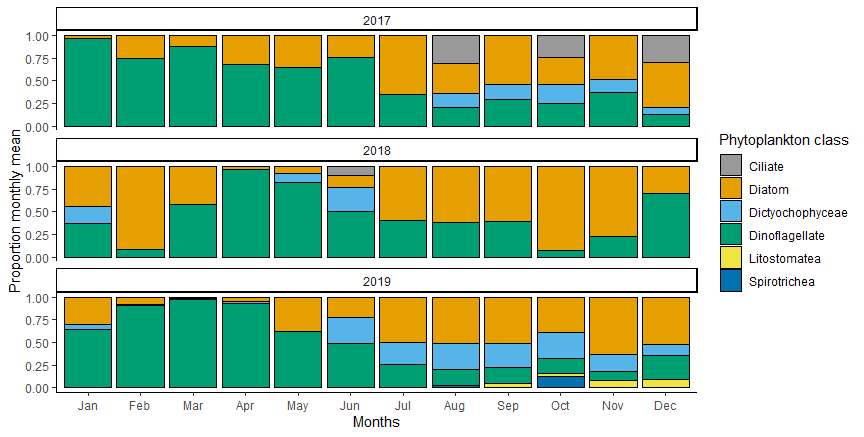 2017
1.00
0.75
0.50
0.25
0.00
2018
1.00
0.75
0.50
0.25
0.00
2019
1.00
0.75
0.50
0.25
0.00
Proportion monthly mean
Jan Feb Mar Apr May Jun Jul Aug Sep Oct Nov Dec
Months
Phytoplankton class
Ciliate
Diatom
Dictyochophyceae
Dinoflagellate
Litostomatea
Spirotrichea